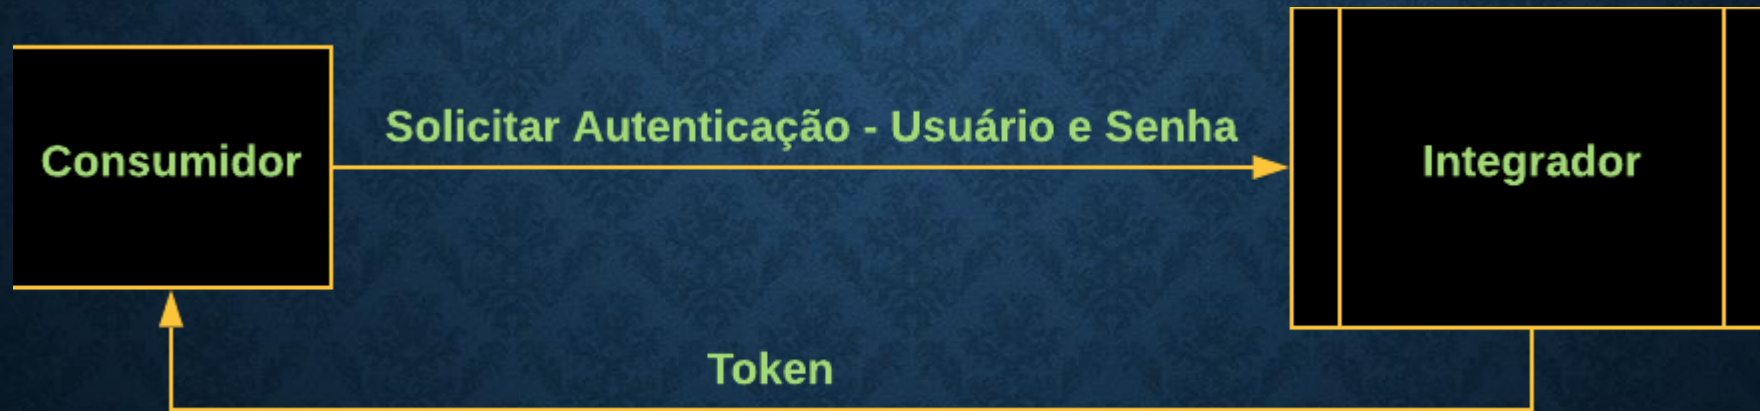 Solicitar Autenticação - Usuário e Senha
Consumidor
Integrador
Token